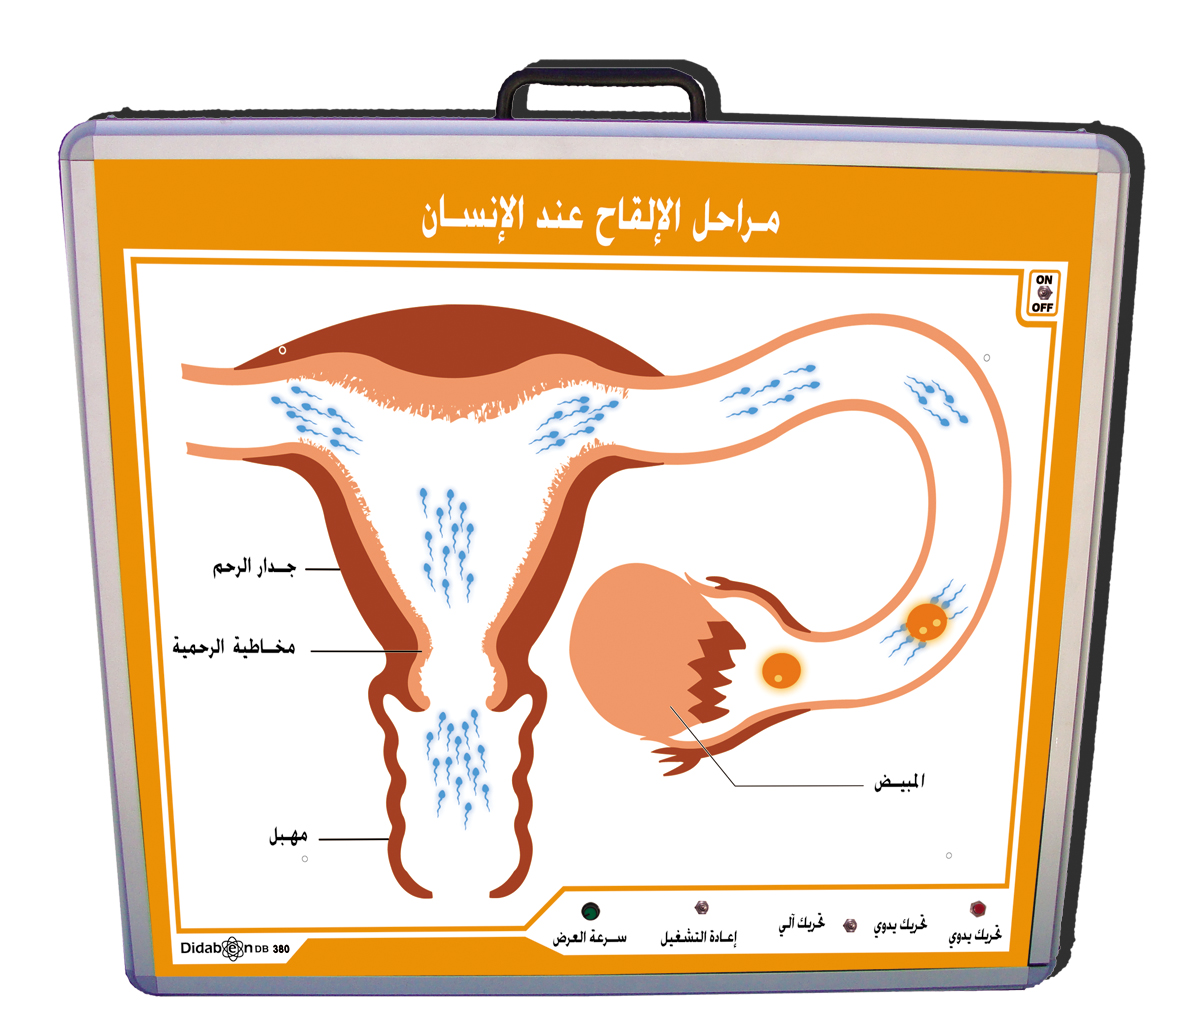 مراحل الإلقاح عند الإنسان
ON
OFF
جدار الرحم
مخاطية الرحمية
المبيض
مهبل
تحريك يدوي
تحريك يدوي
تحريك آلي
إعادة التشغيل
سرعة العرض
Didaben DB 380